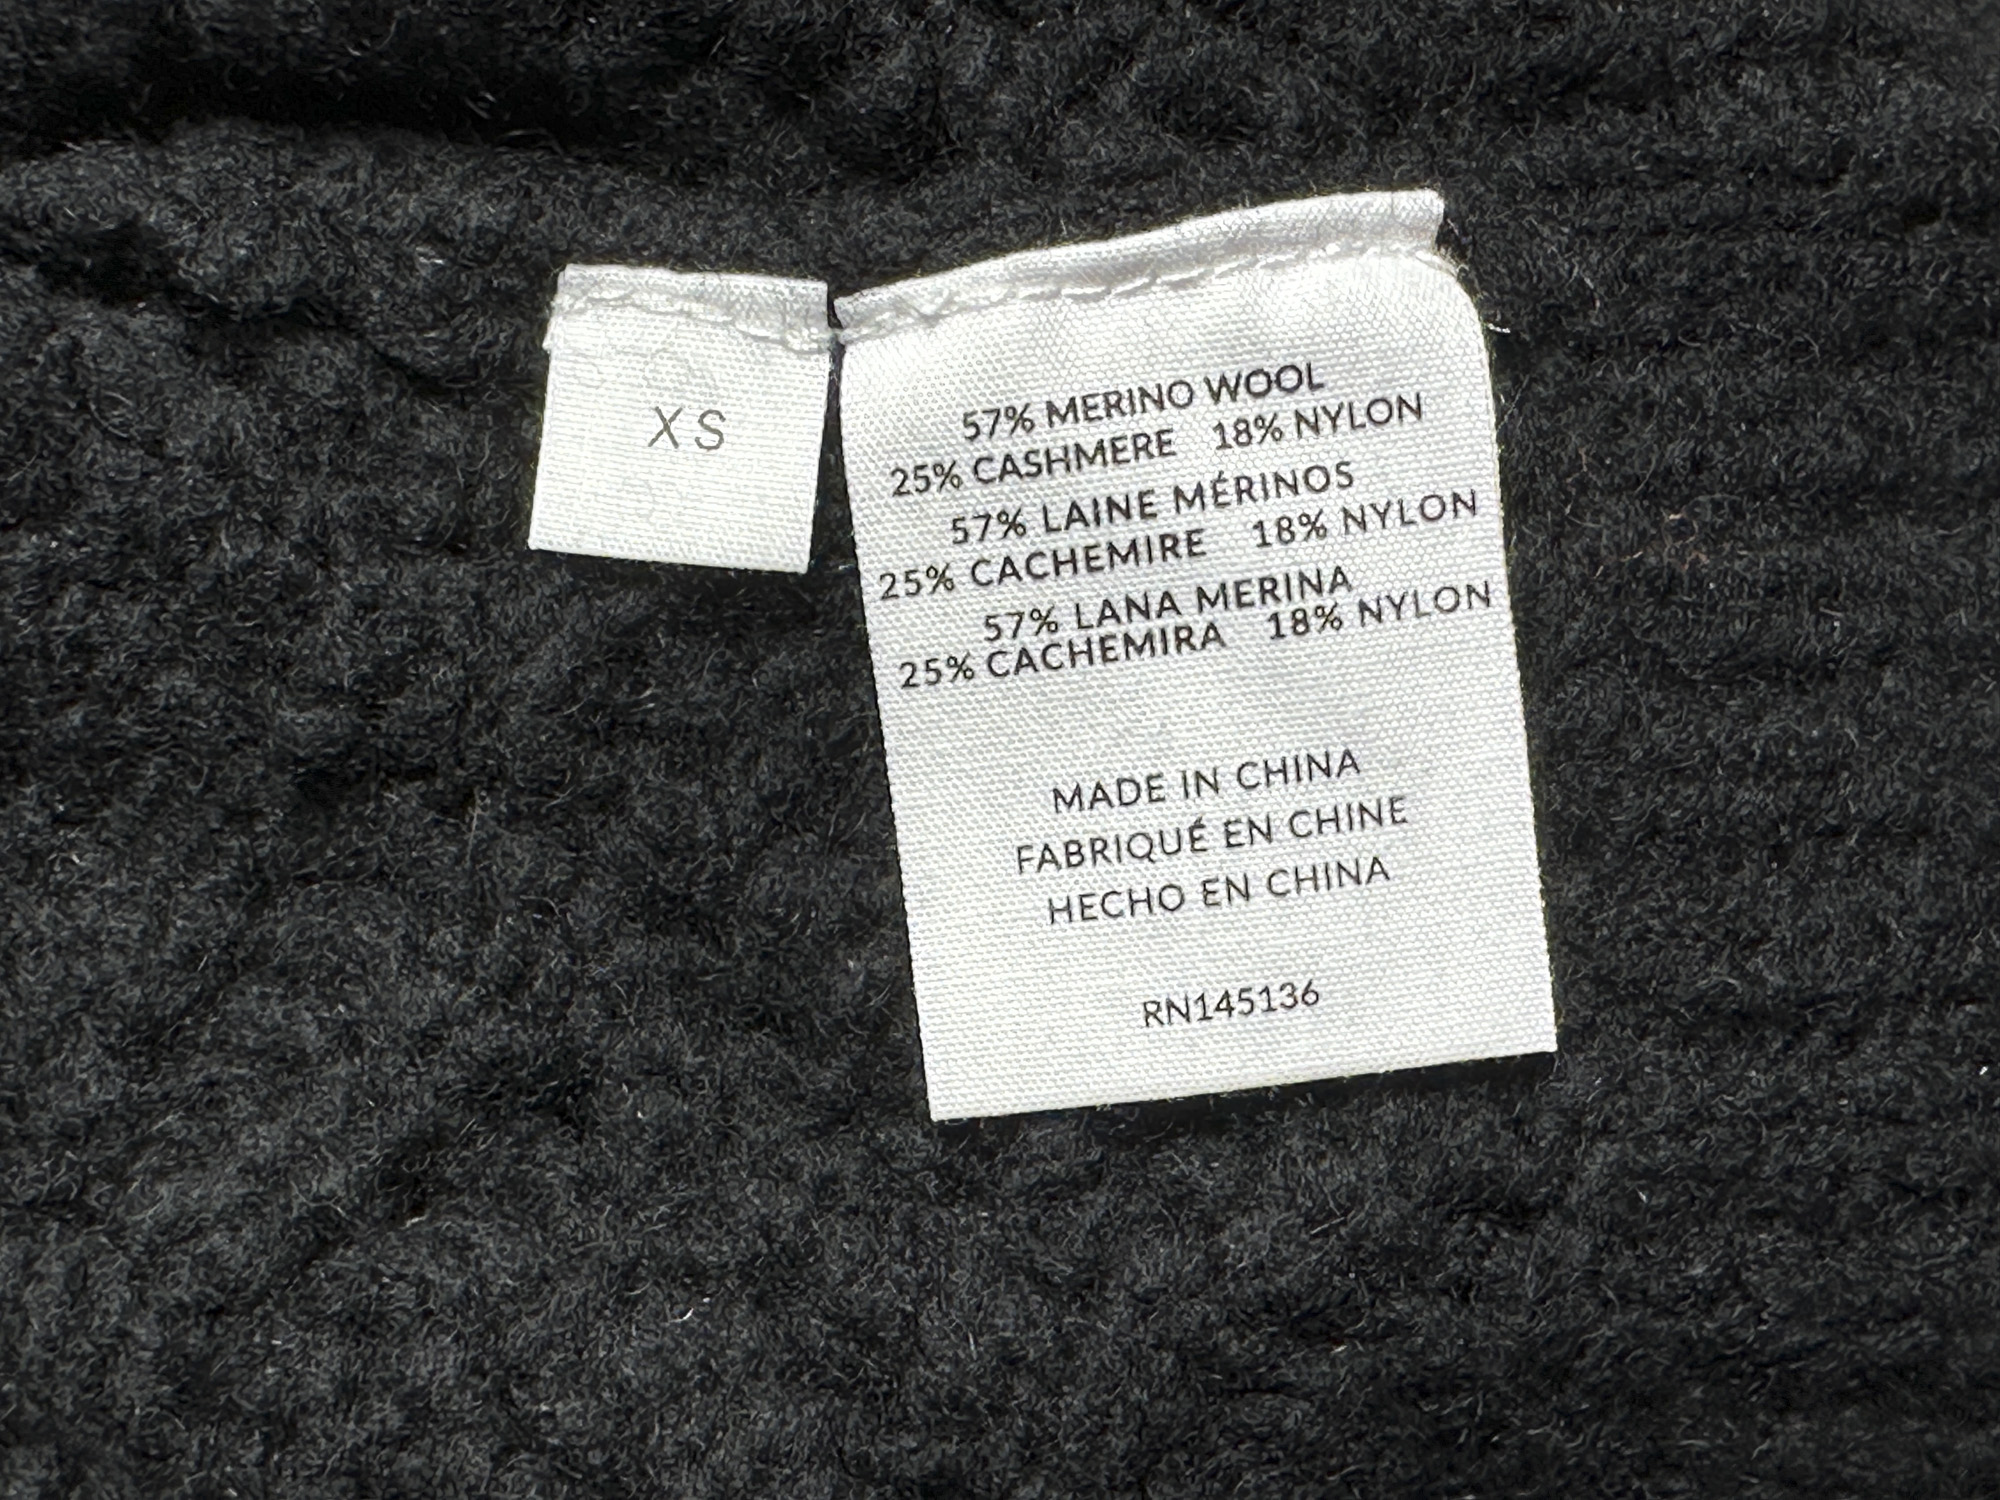 XS
57% MERINO WOOL
25% CASHMERE 18% NYLON
57% LAINE MÉRINOS
25% CACHEMIRE 18% NYLON
57% LANA MERINA
25% CACHEMIRA 18% NYLON
MADE IN CHINA
FABRIQUÉ EN CHINE
HECHO EN CHINA
RN145136